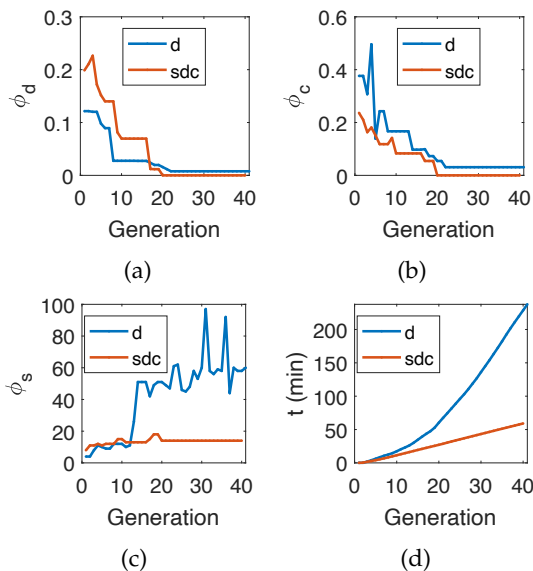 0.3
0.2
0.1
0
ϕd
d
sdc
0 10 20 30 40
Generation
(a)
0.6
0.4
0.2
0
ϕc
d
sdc
0 10 20 30 40
Generation
(b)
100
80
60
40
20
0
ϕs
d
sdc
0 10 20 30 40
Generation
(c)
200
150
100
50
0
t (min)
d
sdc
0 10 20 30 40
Generation
(d)